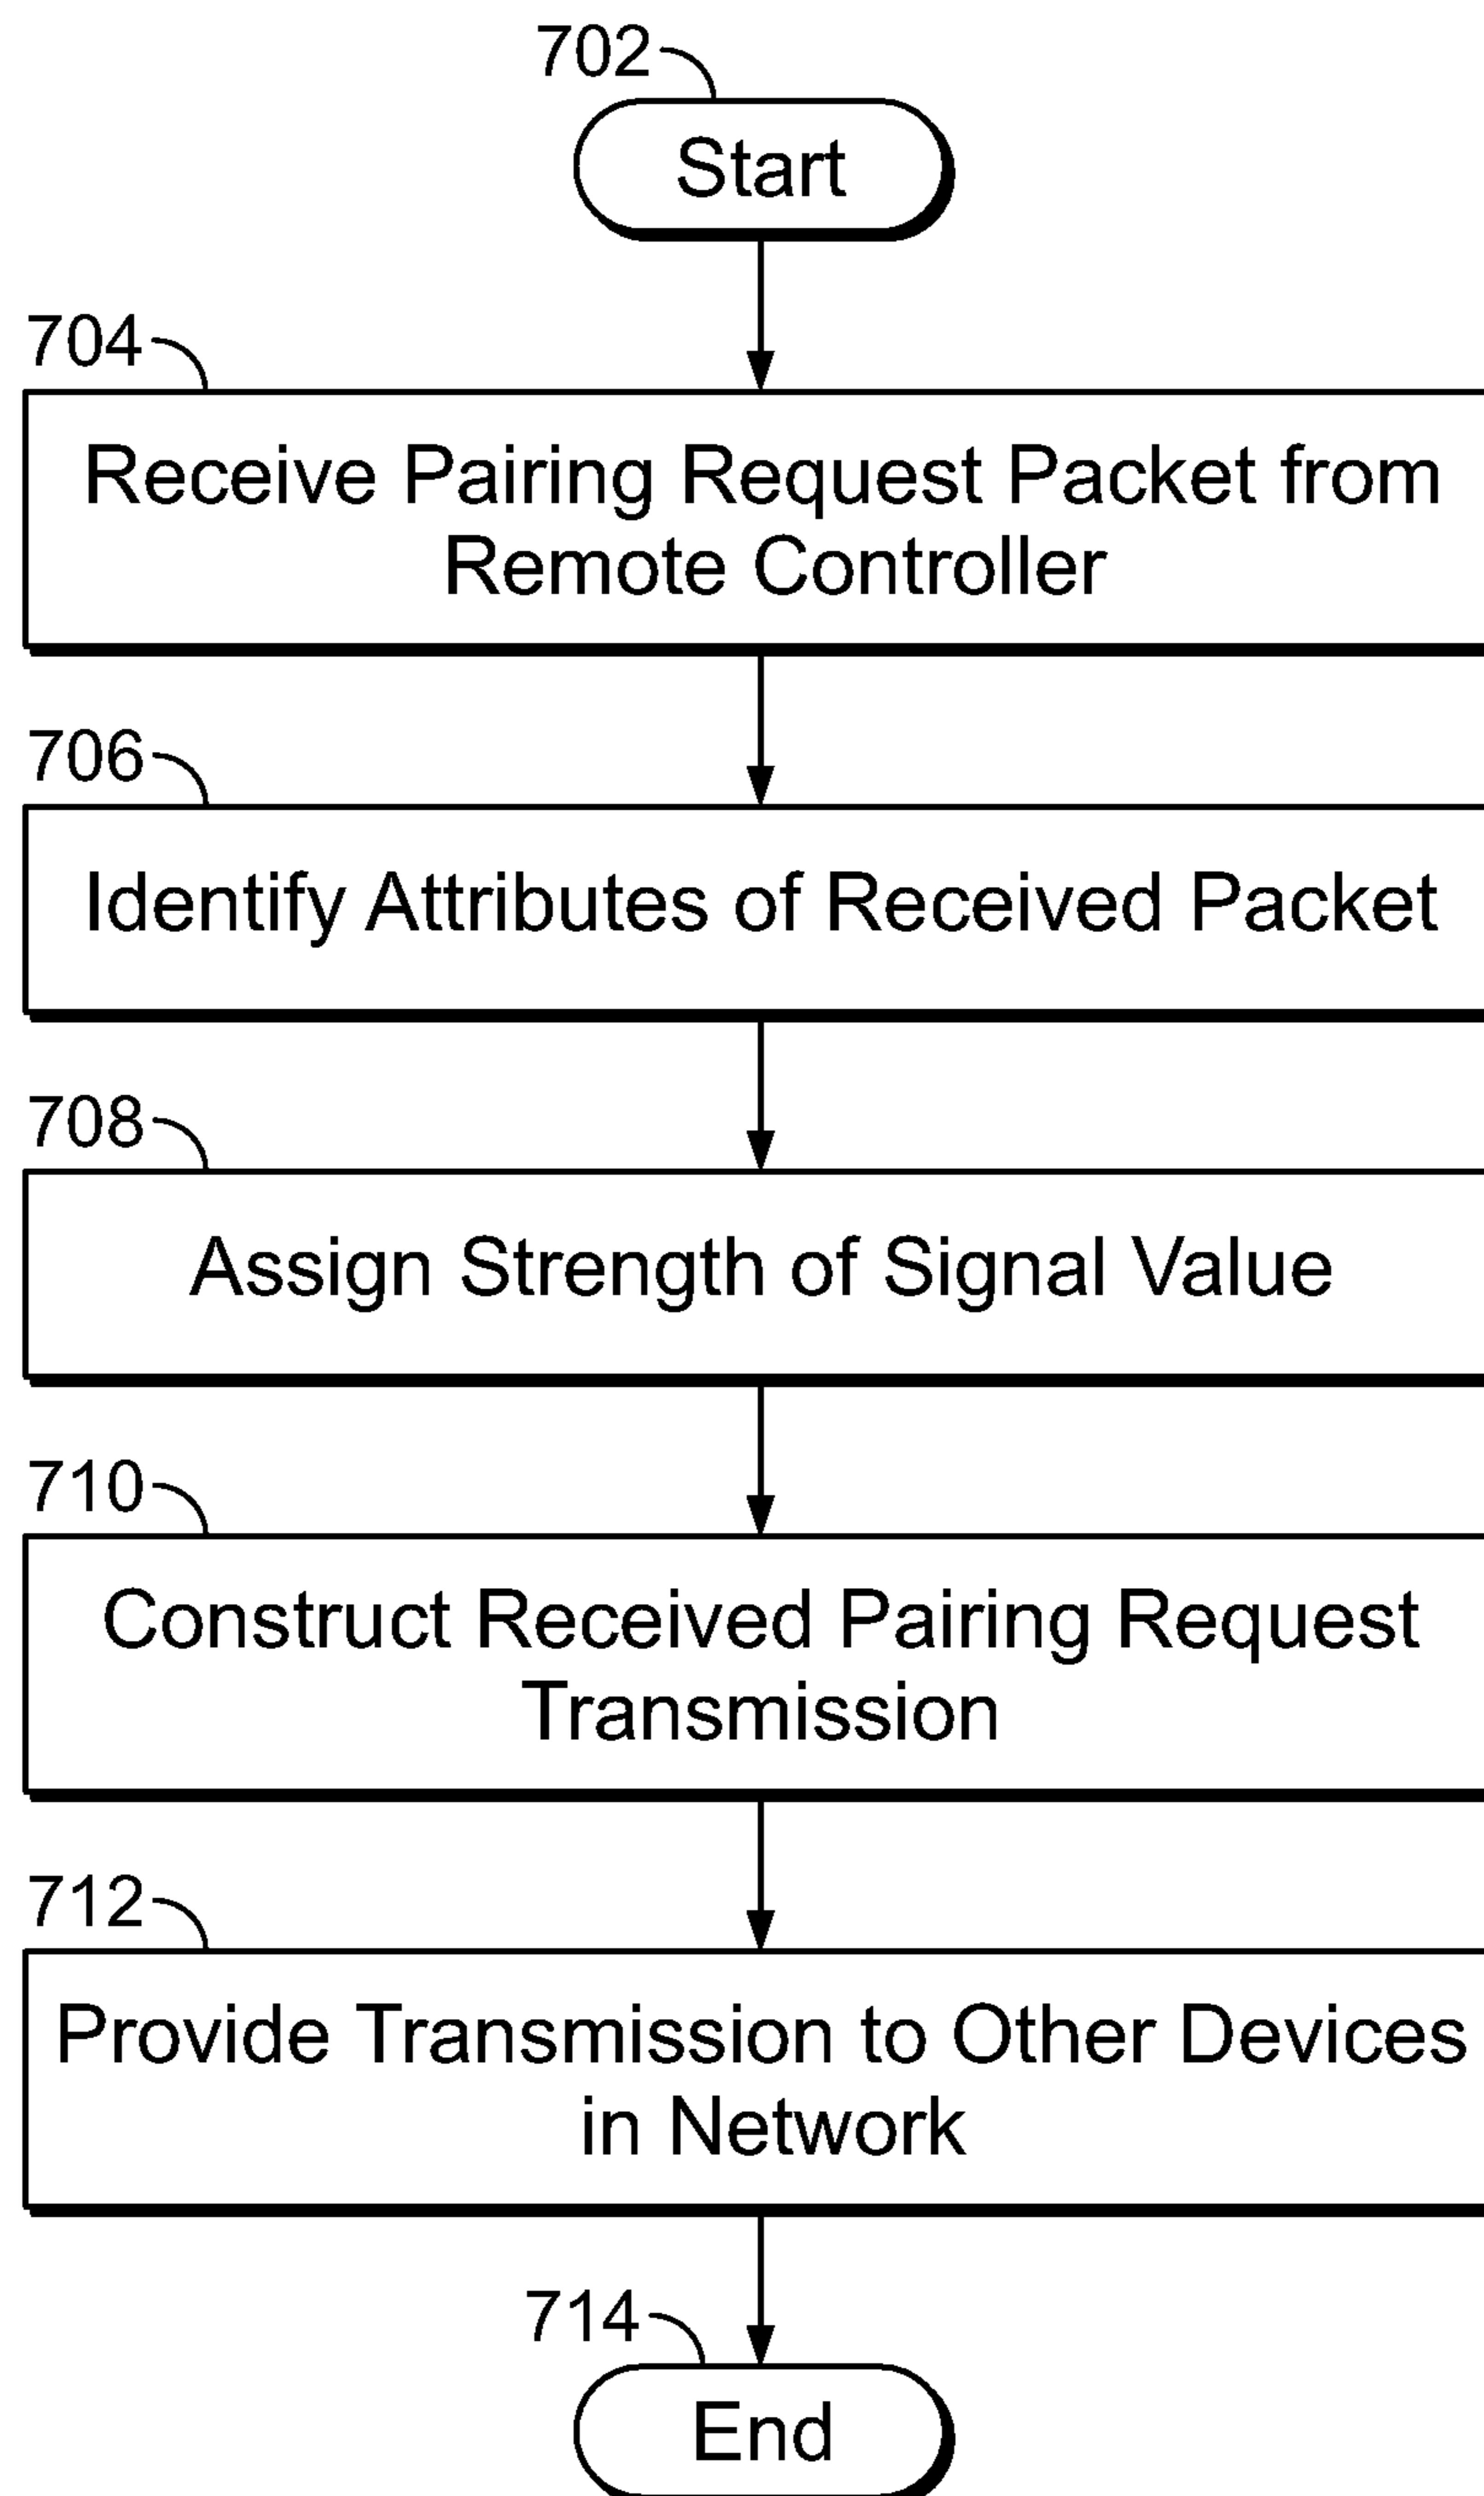 702
Start
704
Receive Pairing Request Packet from
Remote Controller
706
Identify Attributes of Received Packet
708
Assign Strength of Signal Value
710
Construct Received Pairing Request
Transmission
712
Provide Transmission to Other Devices
in Network
714
End